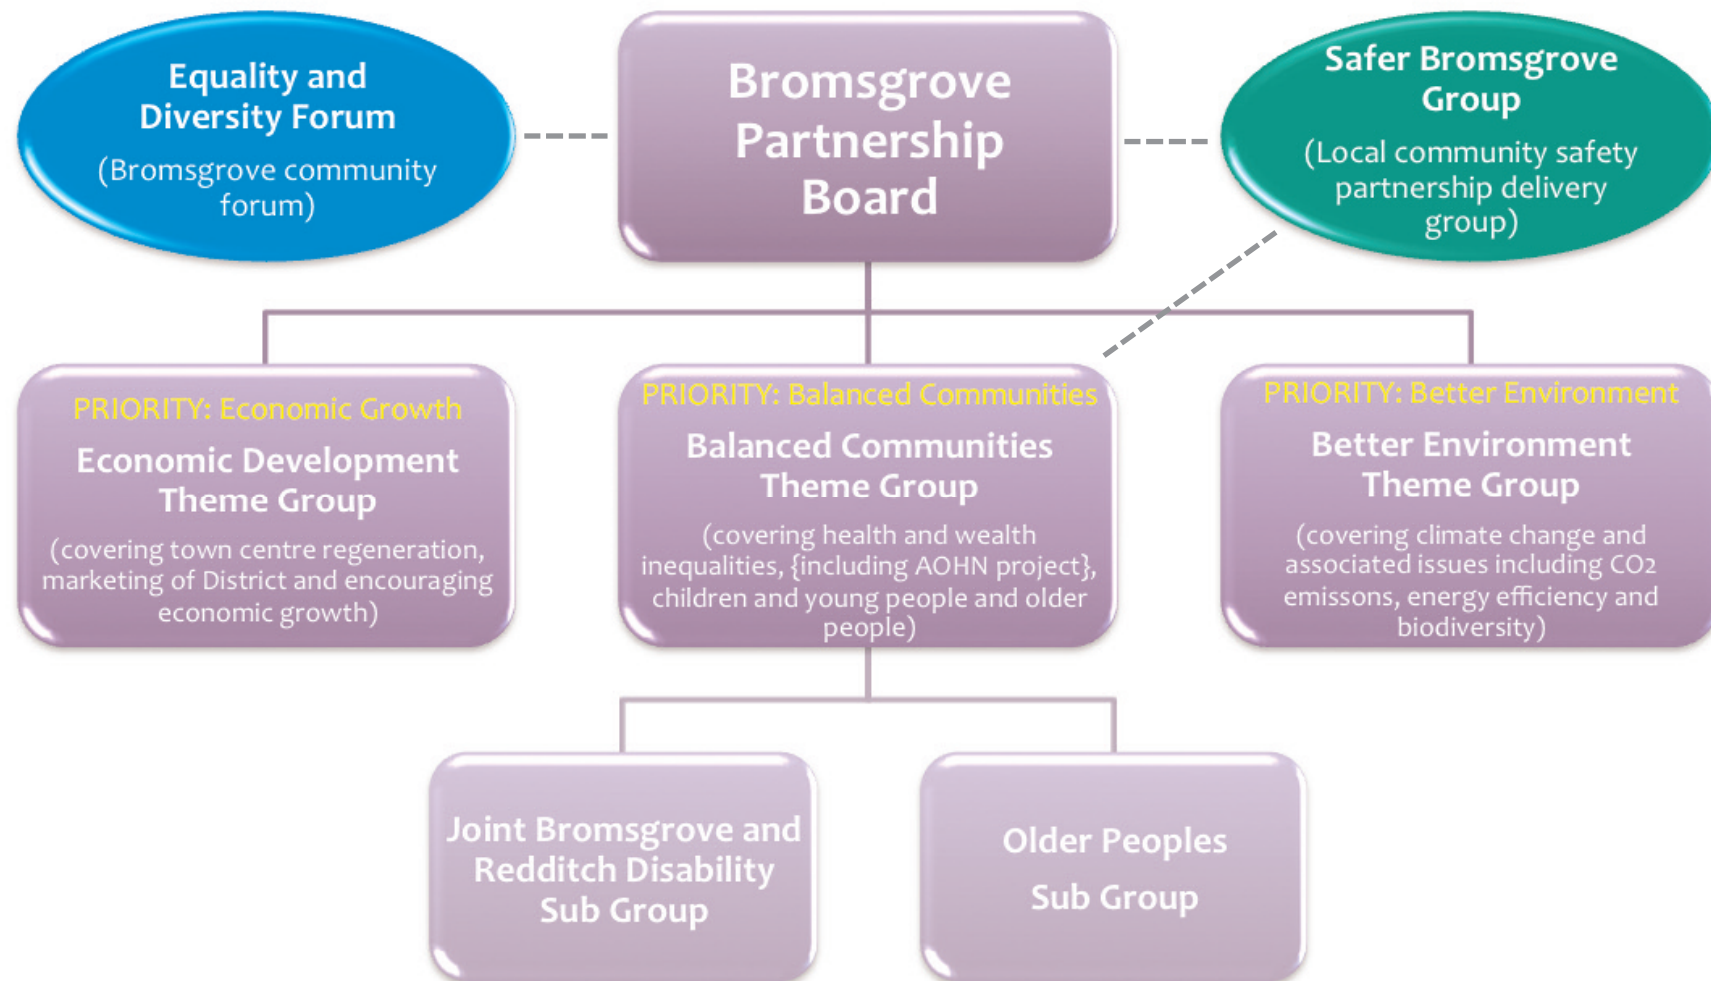 Equality and
Diversity Forum
(Bromsgrove community
forum)
Bromsgrove
Partnership
Board
Safer Bromsgrove
Group
(Local community safety
partnership delivery
group)
PRIORITY: Economic Growth
Economic Development
Theme Group
(covering town centre regeneration,
marketing of District and encouraging
economic growth)
PRIORITY: Balanced Communities
Balanced Communities
Theme Group
(covering health and wealth
inequalities, {including AOHN project},
children and young people and older
people)
PRIORITY: Better Environment
Better Environment
Theme Group
(covering climate change and
associated issues including CO2
emissons, energy efficiency and
biodiversity)
Joint Bromsgrove and
Redditch Disability
Sub Group
Older Peoples
Sub Group